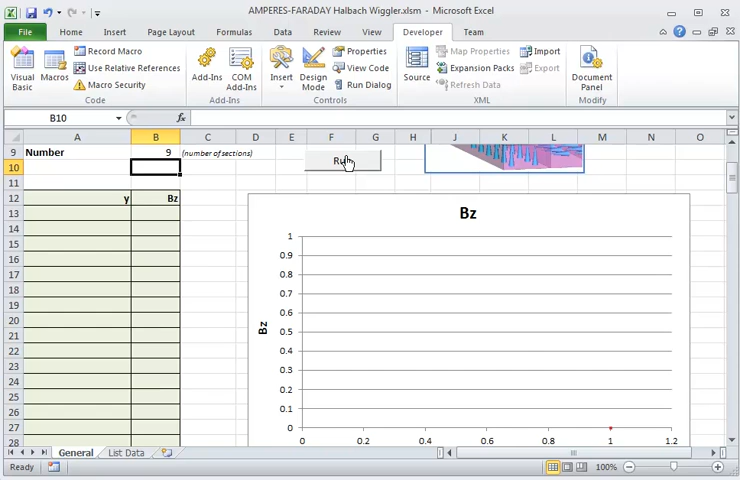 AMPERES-FARADAY Halbach Wiggler.xlsm - Microsoft Excel
File Home Insert Page Layout Formulas Data Review View Developer Team
Visual Basic
Macros
Record Macro
Use Relative References
Macro Security
Code
Add-Ins
COM Add-Ins
Add-Ins
Insert
Design Mode
Properties
View Code
Run Dialog
Controls
Source
Map Properties
Expansion Packs
Refresh Data
Import
Export
XML
Document Panel
Modify
B10 fx
A B C D E F G H I J K L M N O
9 Number 9 (number of sections)
10
11
12 y Bz
13
14
15
16
17
18
19
20
21
22
23
24
25
26
27
28
Bz
1
0.9
0.8
0.7
0.6
0.5
0.4
0.3
0.2
0.1
0
Bz
0 0.2 0.4 0.6 0.8 1 1.2
General List Data
Ready 100%